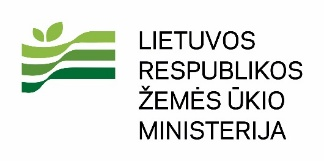 LIETUVOS
RESPUBLIKOS
ŽEMĖS ŪKIO
MINISTERIJA